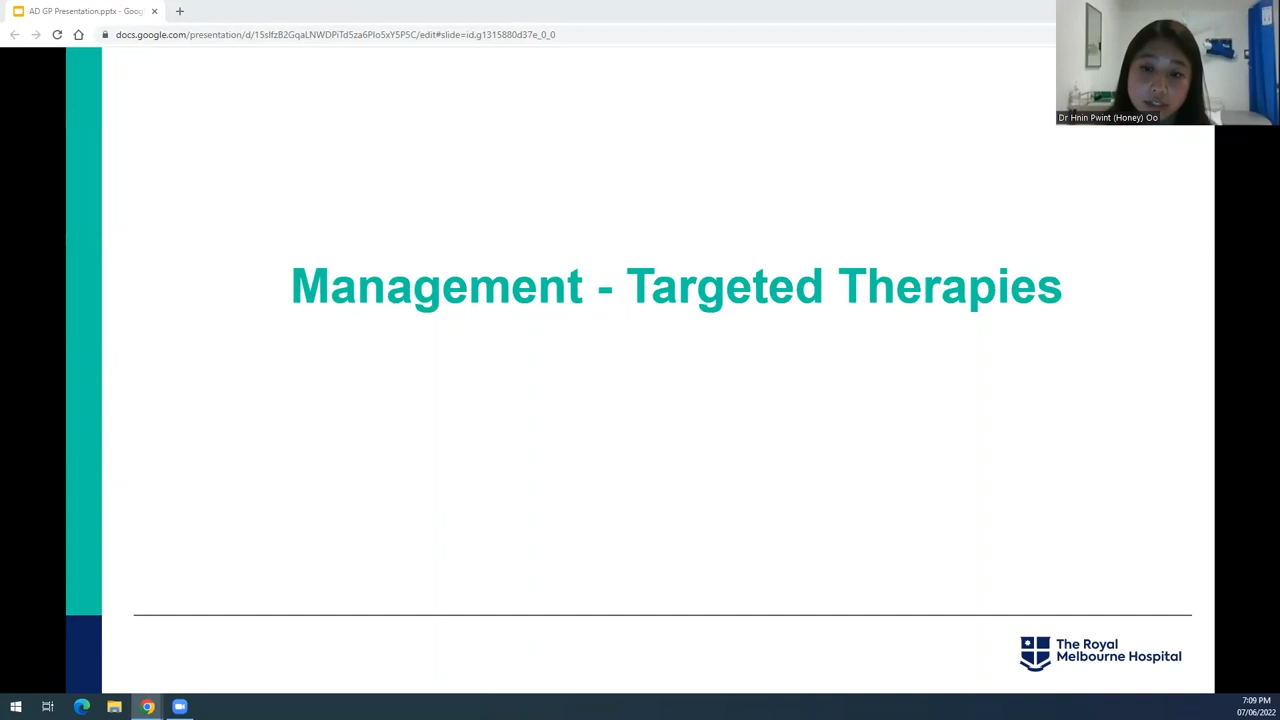 AD GP Presentation.pptx - Goog
docs.google.com/presentation/d/15sIfzB2GqaLNWDPiTd5za6PIo5xY5P5C/edit#slide=id.g1315880d37e_0_0
Dr Hnin Pwint (Honey) Oo
Management - Targeted Therapies
The Royal
Melbourne Hospital
7:09 PM
07/06/2022